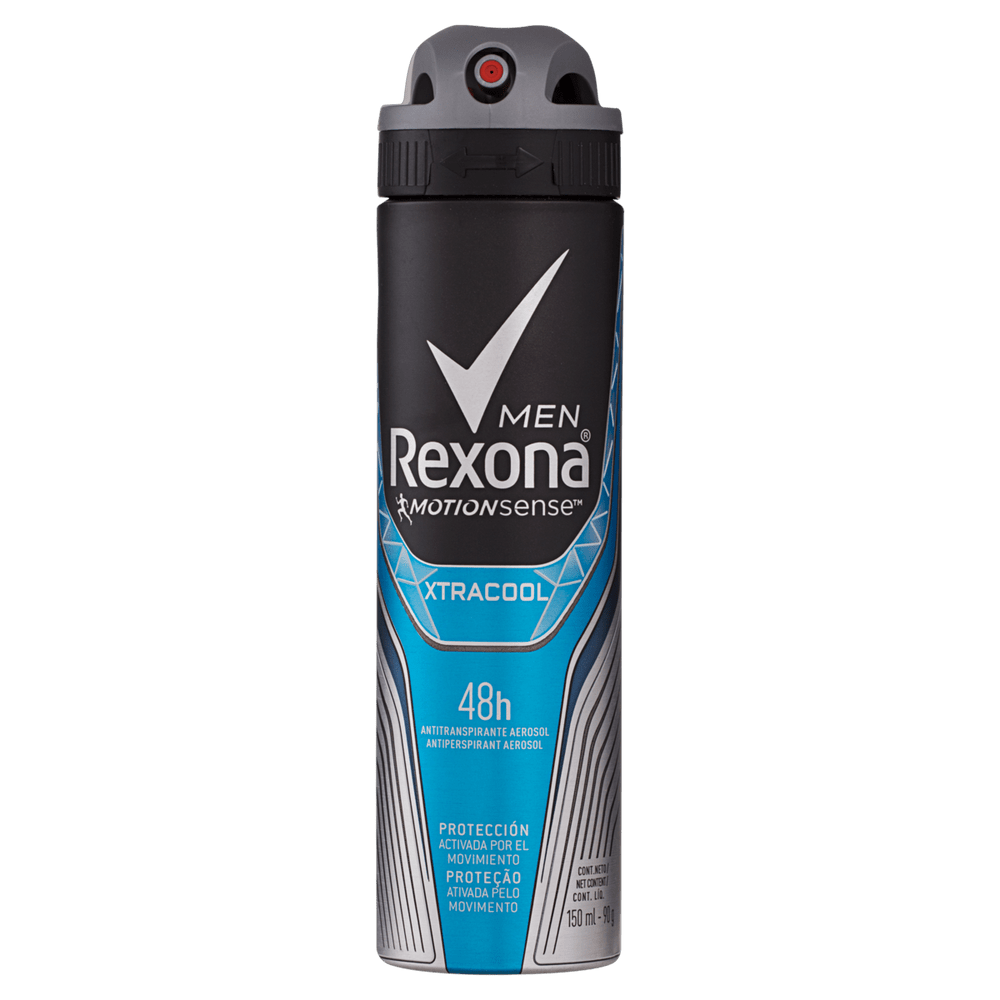 MEN
Rexona®
MOTIONsense™
XTRACOOL
48h
ANTITRANSPIRANTE AEROSOL
ANTIPERSPIRANT AEROSOL
PROTECCIÓN
ACTIVADA POR EL
MOVIMIENTO
PROTEÇÃO
ATIVADA PELO
MOVIMENTO
CONT.NETO/
NET CONTENT/
CONT. LÍQ.
150 ml - 90 g